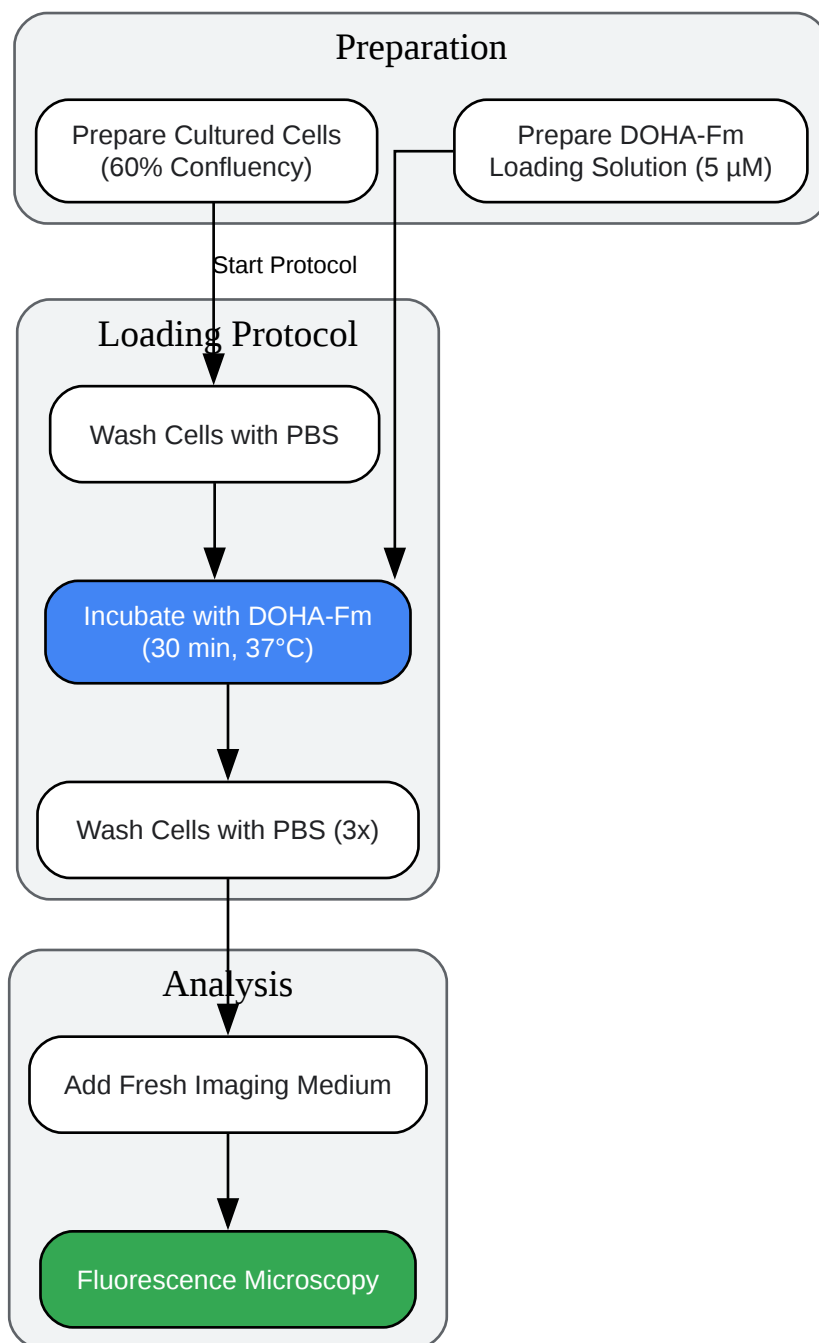 Preparation
Prepare Cultured Cells
(60% Confluency)
Prepare DOHA-Fm
Loading Solution (5 µM)
Start Protocol
Loading Protocol
Wash Cells with PBS
Incubate with DOHA-Fm
(30 min, 37°C)
Wash Cells with PBS (3x)
Analysis
Add Fresh Imaging Medium
Fluorescence Microscopy